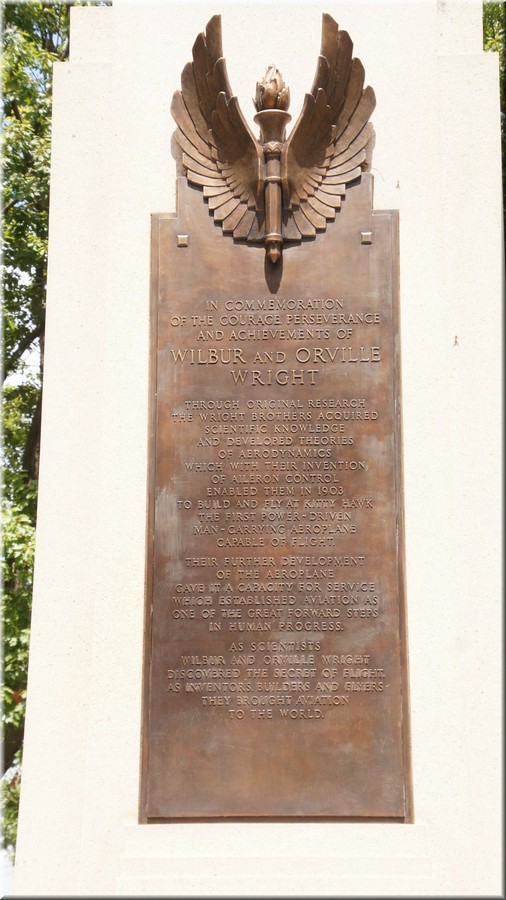 IN COMMEMORATION
OF THE COURAGE PERSEVERANCE
AND ACHIEVEMENTS OF
WILBUR AND ORVILLE
WRIGHT
THROUGH ORIGINAL RESEARCH
THE WRIGHT BROTHERS ACQUIRED
SCIENTIFIC KNOWLEDGE
AND DEVELOPED THEORIES
OF AERODYNAMICS
WHICH WITH THEIR INVENTION
OF AILERON CONTROL
ENABLED THEM IN 1903
TO BUILD AND FLY AT KITTY HAWK
THE FIRST POWER-DRIVEN
MAN-CARRYING AEROPLANE
CAPABLE OF FLIGHT.
THEIR FURTHER DEVELOPMENT
OF THE AEROPLANE
GAVE IT A CAPACITY FOR SERVICE
WHICH ESTABLISHED AVIATION AS
ONE OF THE GREAT FORWARD STEPS
IN HUMAN PROGRESS.
AS SCIENTISTS
WILBUR AND ORVILLE WRIGHT
DISCOVERED THE SECRET OF FLIGHT.
AS INVENTORS, BUILDERS AND FLYERS
THEY BROUGHT AVIATION
TO THE WORLD.